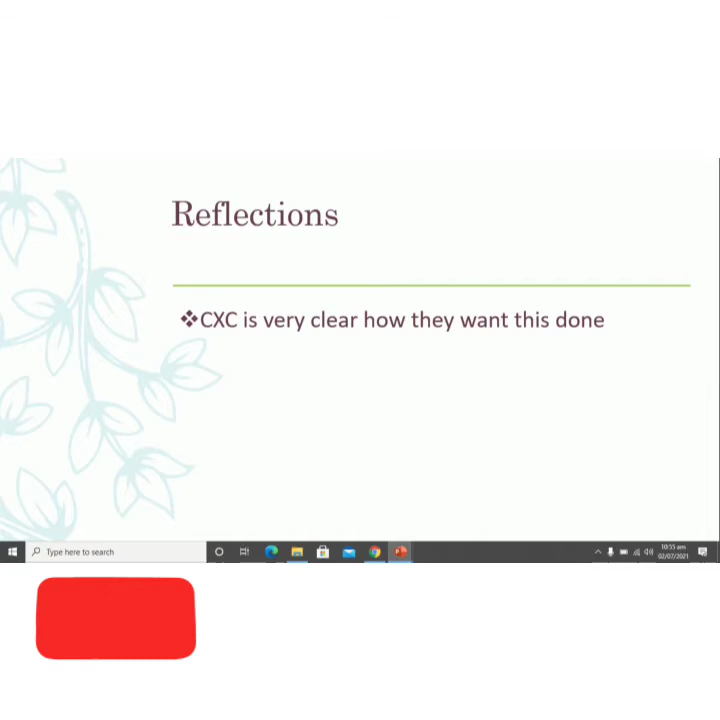 Reflections
❖CXC is very clear how they want this done
Type here to search
10:55 am
02/07/2021